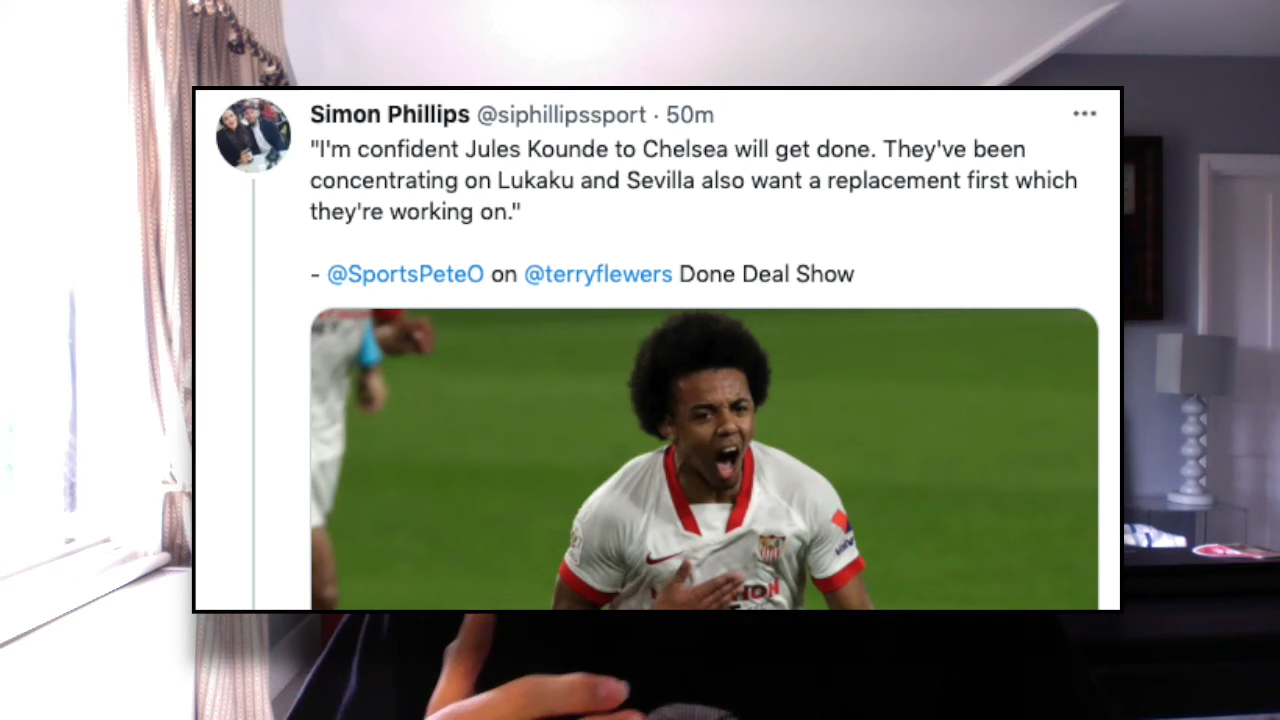 Simon Phillips @siphillipssport · 50m
"I'm confident Jules Kounde to Chelsea will get done. They've been
concentrating on Lukaku and Sevilla also want a replacement first which
they're working on."
- @SportsPeteO on @terryflewers Done Deal Show